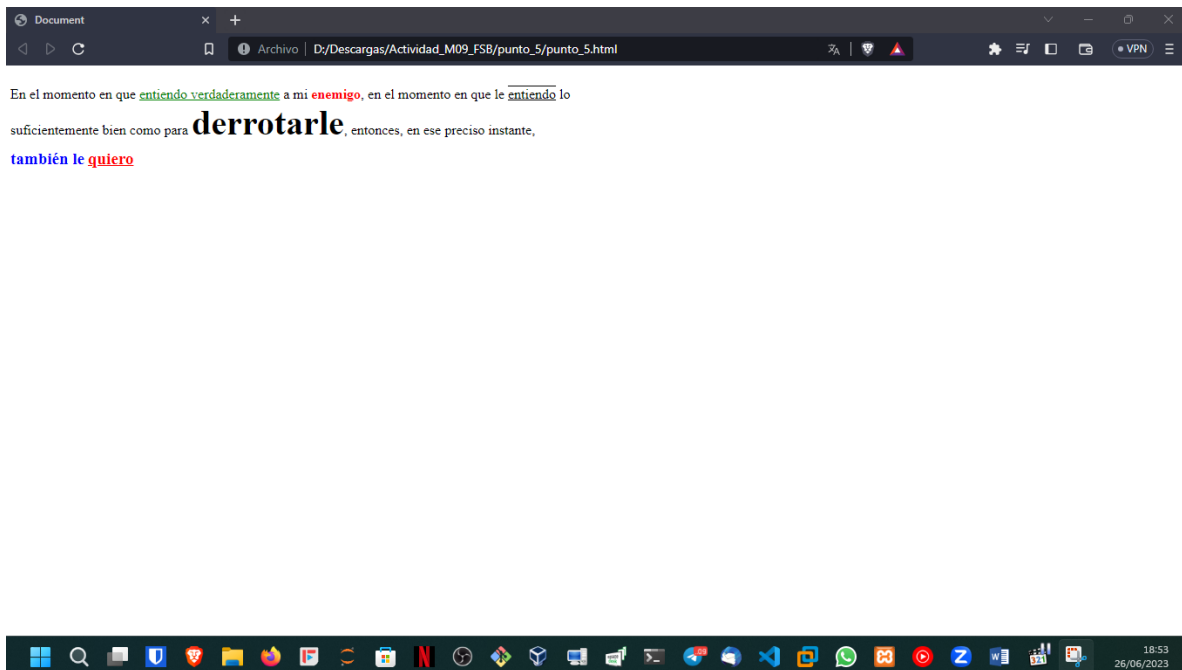 Document
Archivo D:/Descargas/Actividad_M09_FSB/punto_5/punto_5.html
VPN
En el momento en que entiendo verdaderamente a mi enemigo, en el momento en que le entiendo lo
suficientemente bien como para derrotarle, entonces, en ese preciso instante,
también le quiero
18:53
26/06/2023